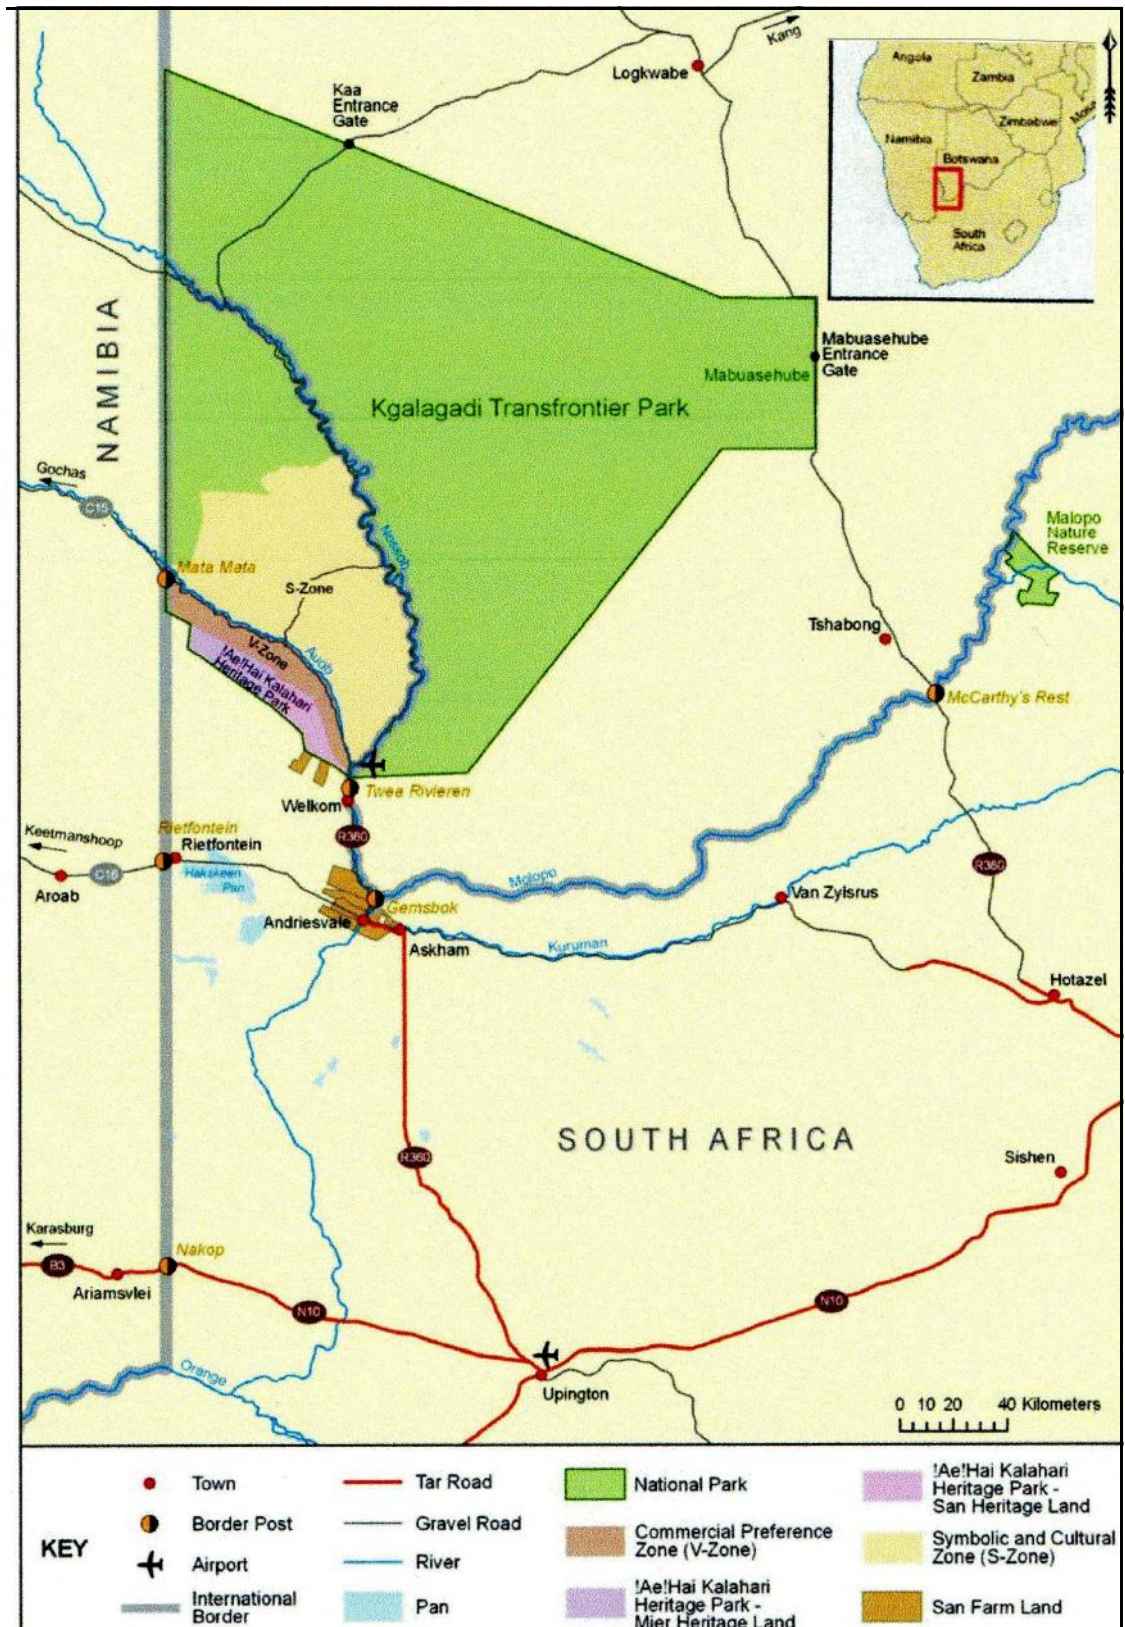 Kang
Logkwabe
Kaa
Entrance
Gate
Angola
Zambia
Zimbabwe
Namibia
Botswana
South
Africa
NAMIBIA
Mabuasehube
Entrance
Gate
Mabuasehube
Kgalagadi Transfrontier Park
Gochas
C15
Nossob
Malopo
Nature
Reserve
Mata Mata
S-Zone
V-Zone
Auob
!Ae!Hai Kalahari
Heritage Park
Tshabong
McCarthy's Rest
Twee Rivieren
Welkom
R360
Keetmanshoop
Rietfontein
Rietfontein
C16
Aroab
Hakskeen
Pan
Molopo
R380
Van Zylsrus
Gemsbok
Andriesvale
Askham
Kuruman
Hotazel
SOUTH AFRICA
R360
Sishen
Karasburg
B3
Nakop
Ariamsvlei
N10
N10
Orange
Upington
0 10 20 40 Kilometers
KEY
Town
Border Post
Airport
International
Border
Tar Road
Gravel Road
River
Pan
National Park
Commercial Preference
Zone (V-Zone)
!Ae!Hai Kalahari
Heritage Park -
Mier Heritage Land
!Ae!Hai Kalahari
Heritage Park -
San Heritage Land
Symbolic and Cultural
Zone (S-Zone)
San Farm Land